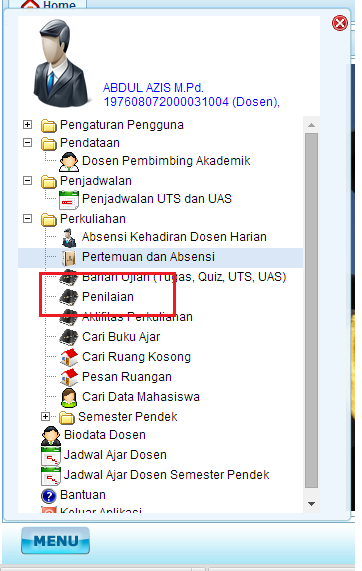 Home
ABDUL AZIS M.Pd.
197608072000031004 (Dosen),
Pengaturan Pengguna
Pendataan
Dosen Pembimbing Akademik
Penjadwalan
Penjadwalan UTS dan UAS
Perkuliahan
Absensi Kehadiran Dosen Harian
Pertemuan dan Absensi
Bahan Ujian (Tugas, Quiz, UTS, UAS)
Penilaian
Aktifitas Perkuliahan
Cari Buku Ajar
Cari Ruang Kosong
Pesan Ruangan
Cari Data Mahasiswa
Semester Pendek
Biodata Dosen
Jadwal Ajar Dosen
Jadwal Ajar Dosen Semester Pendek
Bantuan
Keluar Aplikasi
MENU